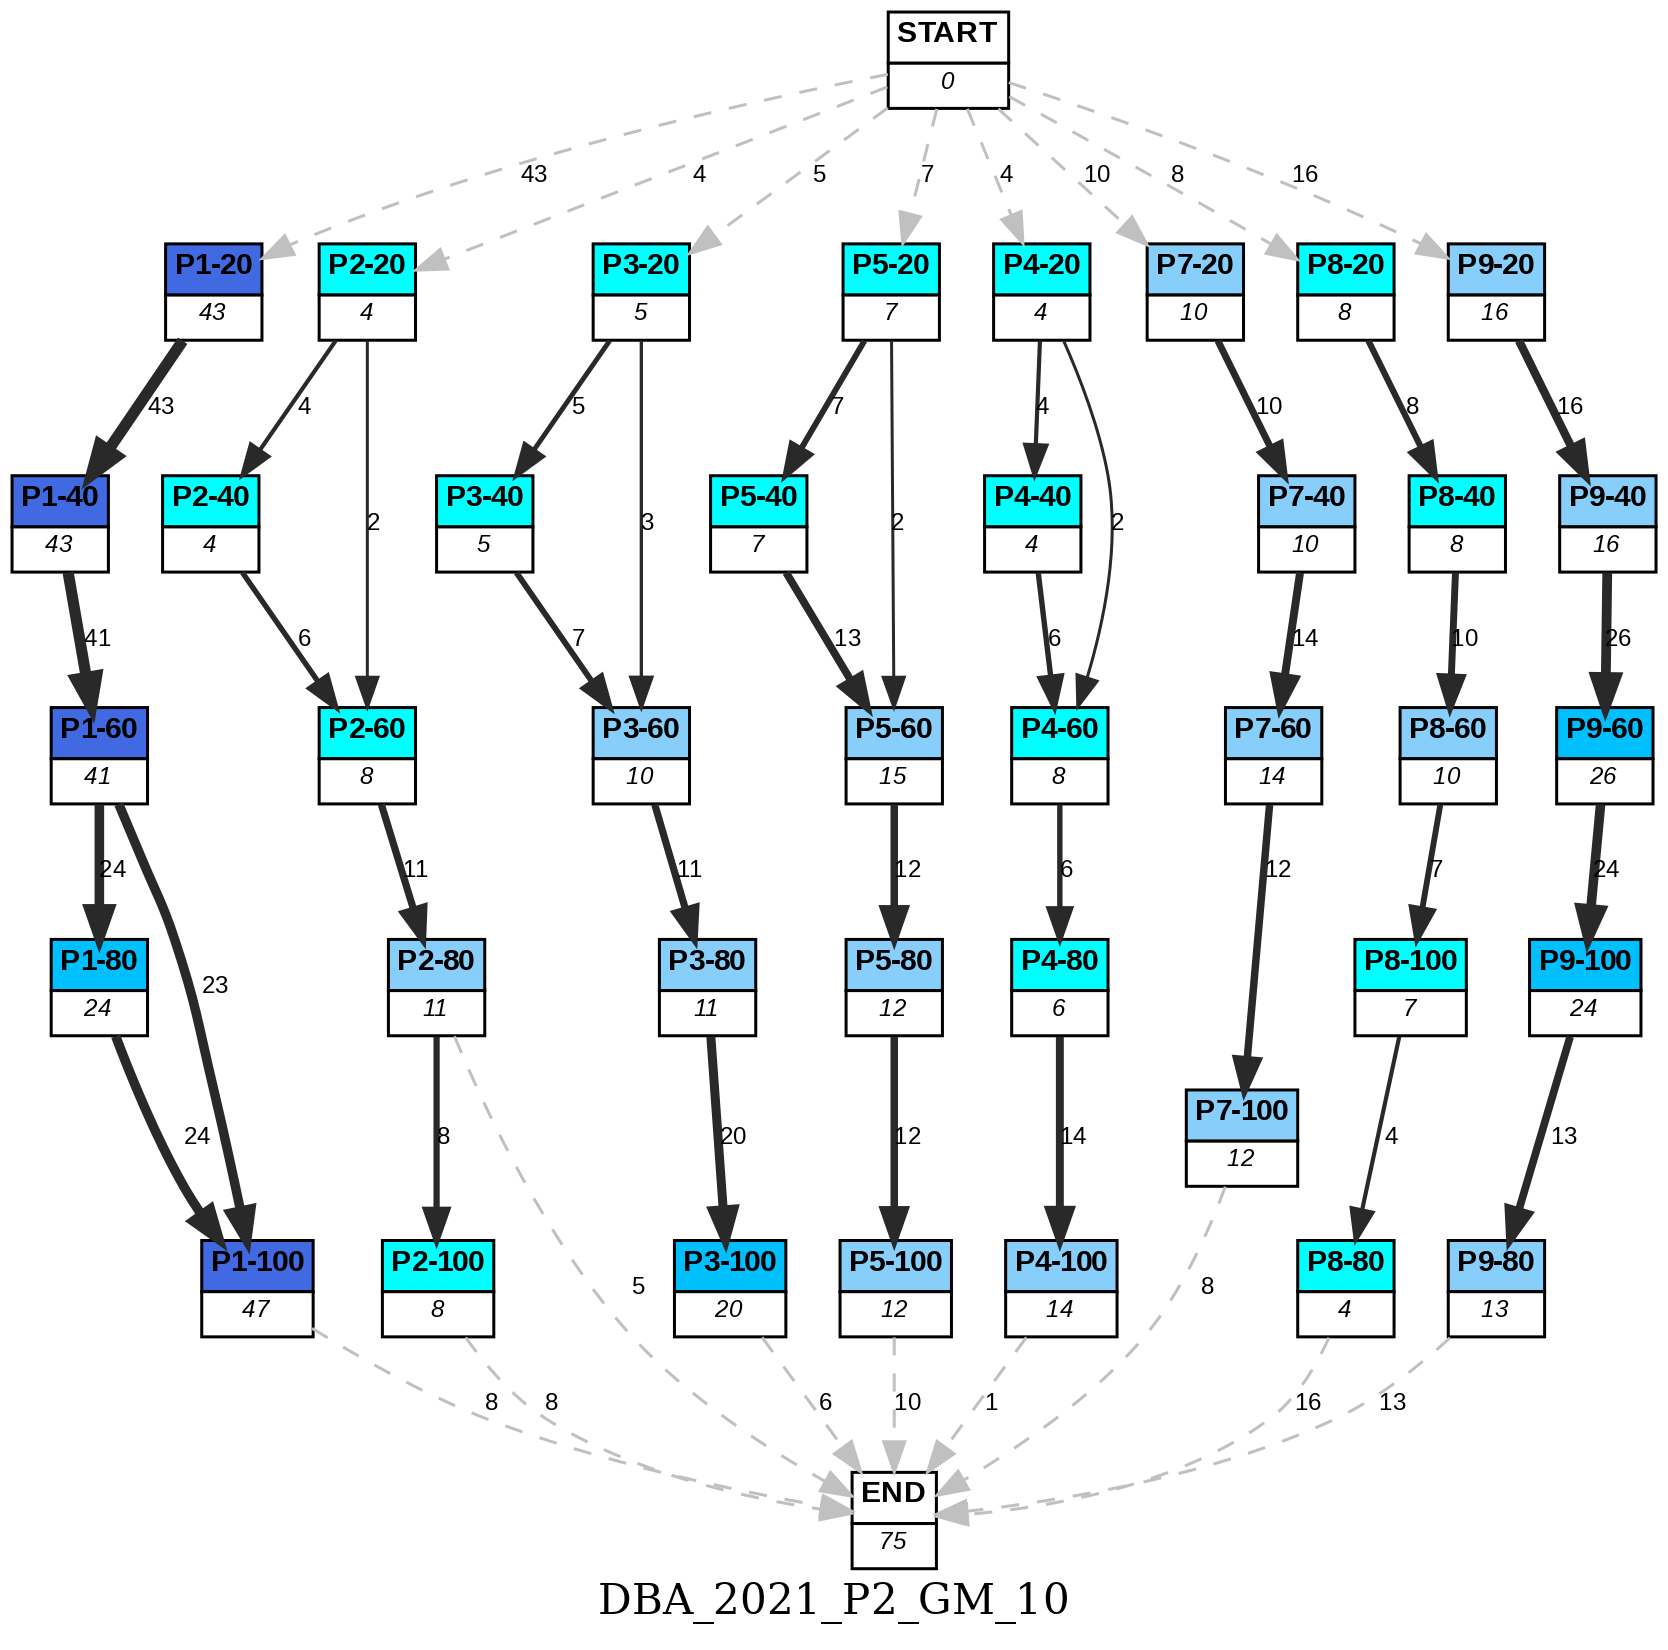 START
0
43 4 5 7 4 10 8 16
P1-20 P2-20 P3-20 P5-20 P4-20 P7-20 P8-20 P9-20
43 4 5 7 4 10 8 16
43 4 5 7 4 10 8 16
P1-40 P2-40 P3-40 P5-40 P4-40 P7-40 P8-40 P9-40
43 4 5 7 4 10 8 16
2 3 2 2
41 6 7 13 6 14 10 26
P1-60 P2-60 P3-60 P5-60 P4-60 P7-60 P8-60 P9-60
41 8 10 15 8 14 10 26
24 11 11 12 6 12 7 24
P1-80 P2-80 P3-80 P5-80 P4-80 P8-100 P9-100
24 11 11 12 6 7 24
23
P7-100
24 8 20 12 14 4 13
12
P1-100 P2-100 P3-100 P5-100 P4-100 P8-80 P9-80
5 8
47 8 20 12 14 4 13
8 8 6 10 1 16 13
END
75
DBA_2021_P2_GM_10